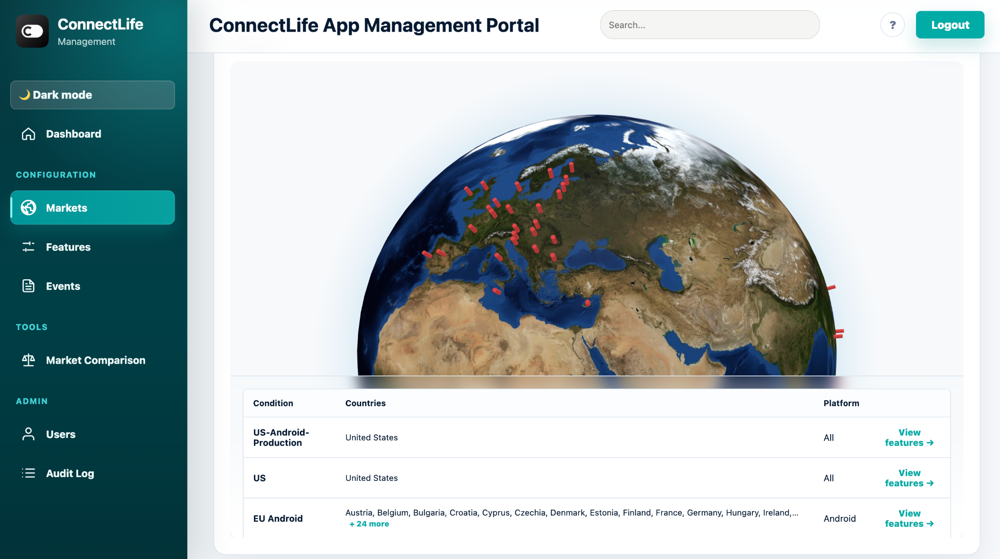 ConnectLife
Management
Dark mode
Dashboard
CONFIGURATION
Markets
Features
Events
TOOLS
Market Comparison
ADMIN
Users
Audit Log
ConnectLife App Management Portal
Search...
?
Logout
Condition Countries Platform
US-Android-
Production
United States All View
features →
US United States All View
features →
EU Android Austria, Belgium, Bulgaria, Croatia, Cyprus, Czechia, Denmark, Estonia, Finland, France, Germany, Hungary, Ireland,...
+ 24 more
Android View
features →